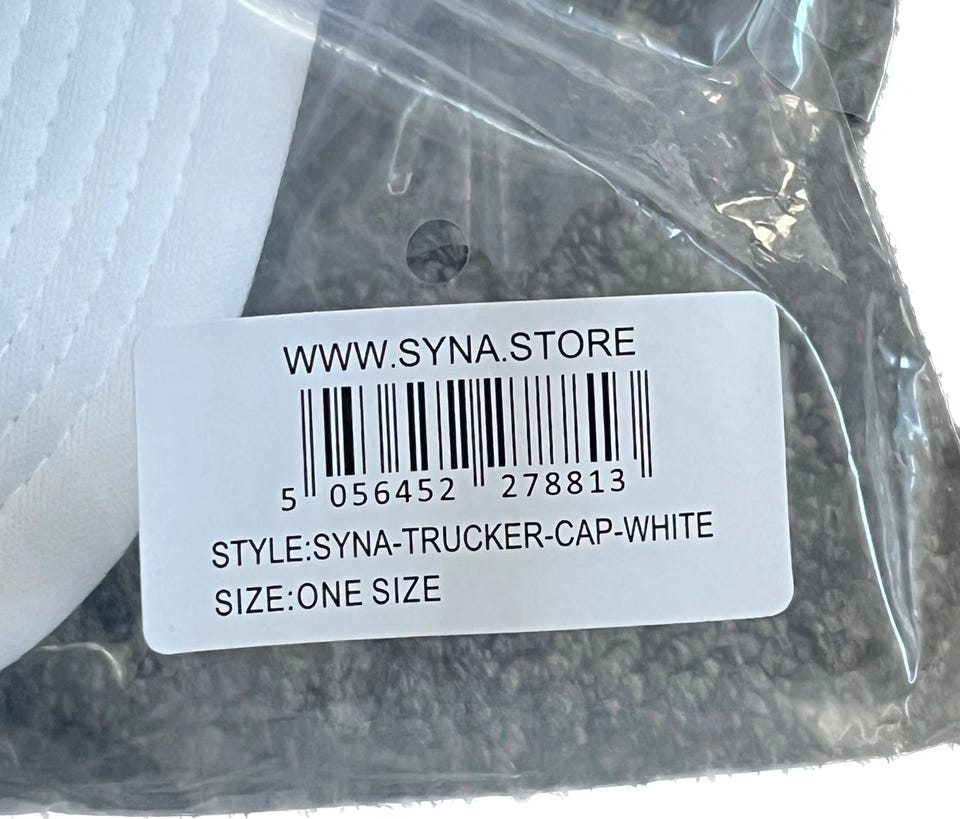 WWW.SYNA.STORE
5 056452 278813
STYLE:SYNA-TRUCKER-CAP-WHITE
SIZE:ONE SIZE